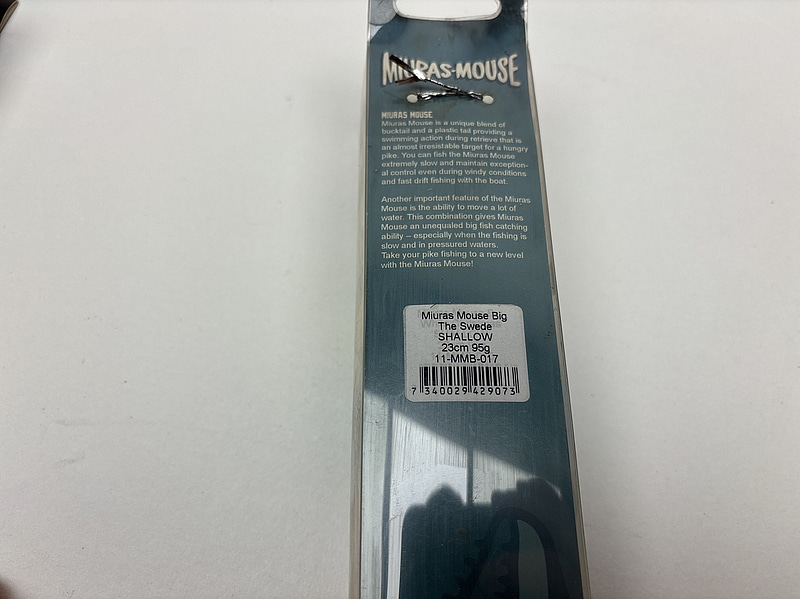 MIURAS-MOUSE
MIURAS MOUSE
Miuras Mouse is a unique blend of
bucktail and a plastic tail providing a
swimming action during retrieve that is
an almost irresistable target for a hungry
pike. You can fish the Miuras Mouse
extremely slow and maintain exception-
al control even during windy conditions
and fast drift fishing with the boat.
Another important feature of the Miuras
Mouse is the ability to move a lot of
water. This combination gives Miuras
Mouse an unequaled big fish catching
ability – especially when the fishing is
slow and in pressured waters.
Take your pike fishing to a new level
with the Miuras Mouse!
Miuras Mouse Big
The Swede
SHALLOW
23cm 95g
11-MMB-017
7 340029 429073